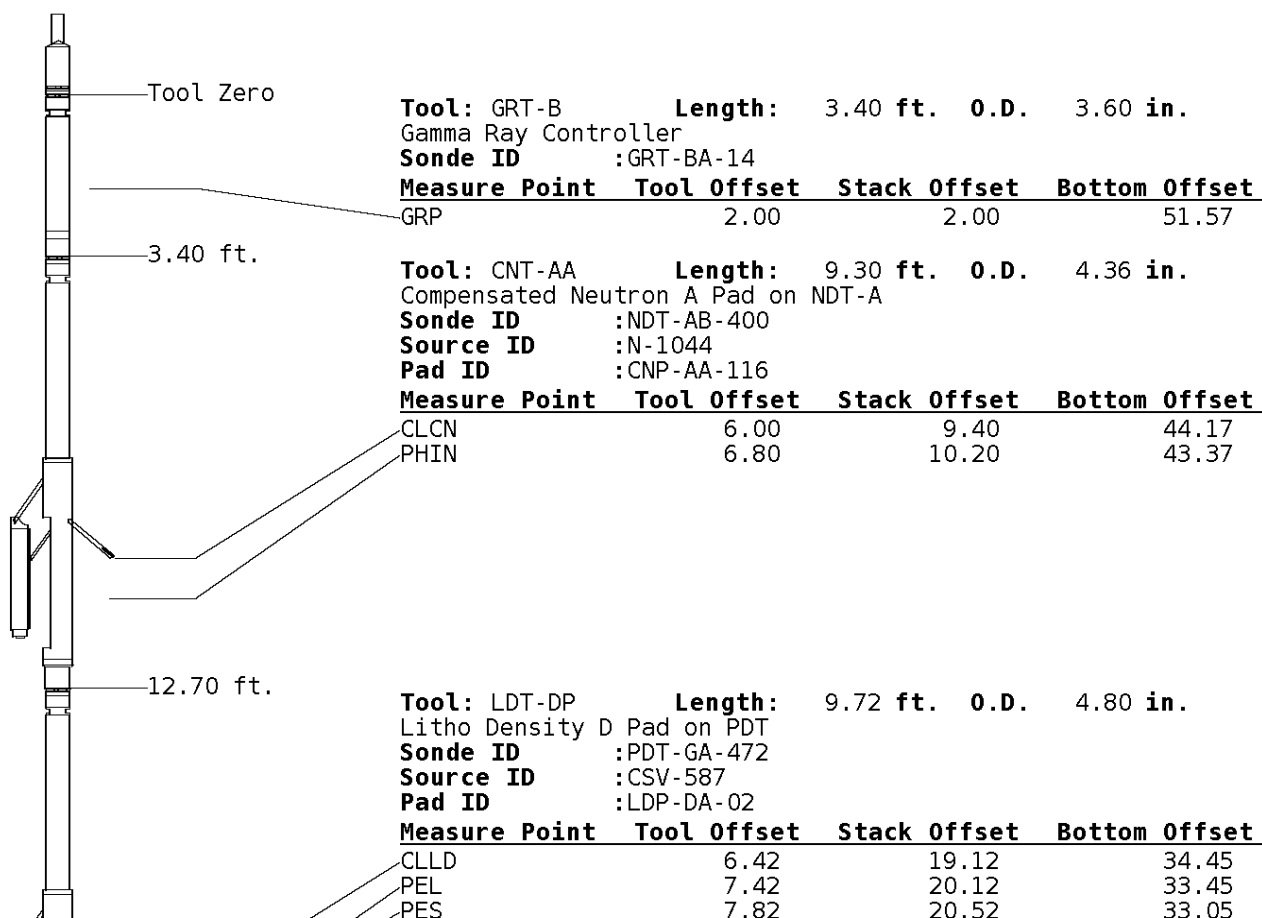 Tool Zero
Tool: GRT-B Length: 3.40 ft. O.D. 3.60 in.
Gamma Ray Controller
Sonde ID :GRT-BA-14
Measure Point Tool Offset Stack Offset Bottom Offset
GRP 2.00 2.00 51.57
3.40 ft.
Tool: CNT-AA Length: 9.30 ft. O.D. 4.36 in.
Compensated Neutron A Pad on NDT-A
Sonde ID :NDT-AB-400
Source ID :N-1044
Pad ID :CNP-AA-116
Measure Point Tool Offset Stack Offset Bottom Offset
CLCN 6.00 9.40 44.17
PHIN 6.80 10.20 43.37
12.70 ft.
Tool: LDT-DP Length: 9.72 ft. O.D. 4.80 in.
Litho Density D Pad on PDT
Sonde ID :PDT-GA-472
Source ID :CSV-587
Pad ID :LDP-DA-02
Measure Point Tool Offset Stack Offset Bottom Offset
CLLD 6.42 19.12 34.45
PEL 7.42 20.12 33.45
PES 7.82 20.52 33.05